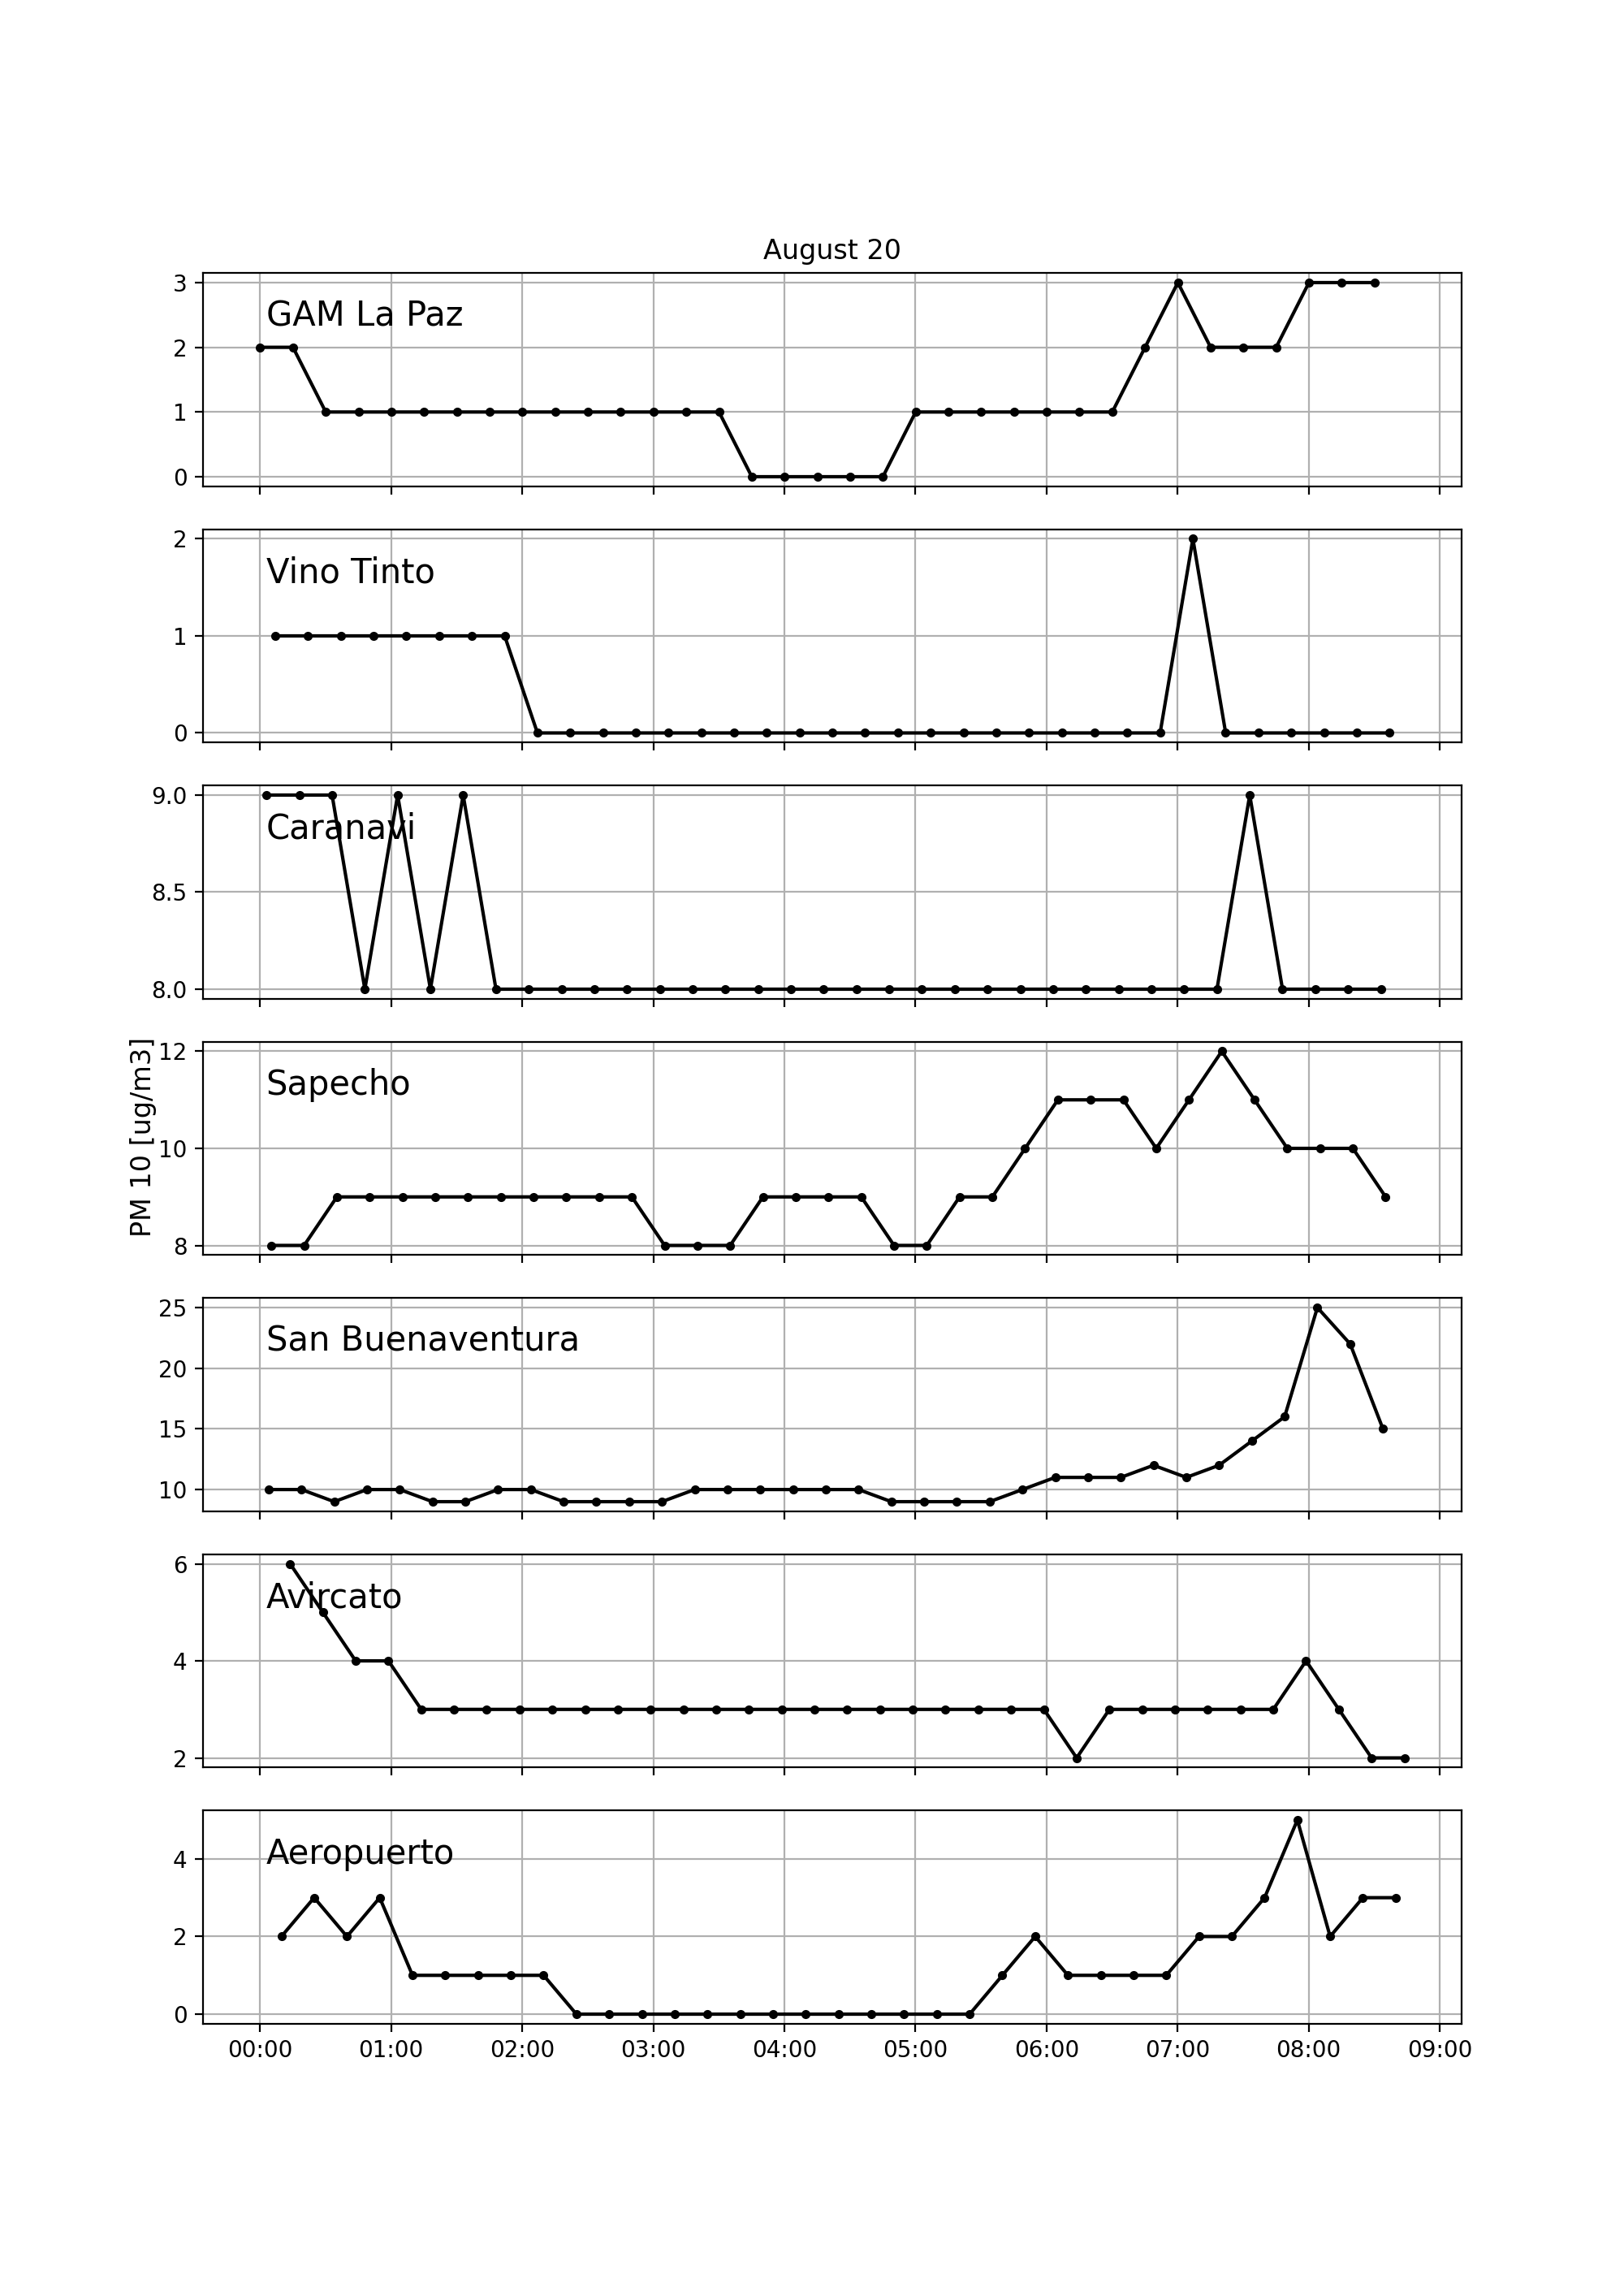 August 20
3
GAM La Paz
2
1
0
2
Vino Tinto
1
0
9.0
Caranavi
8.5
8.0
PM 10 [ug/m3]
12
Sapecho
10
8
25
San Buenaventura
20
15
10
6
Avircato
4
2
Aeropuerto
4
2
0
00:00 01:00 02:00 03:00 04:00 05:00 06:00 07:00 08:00 09:00